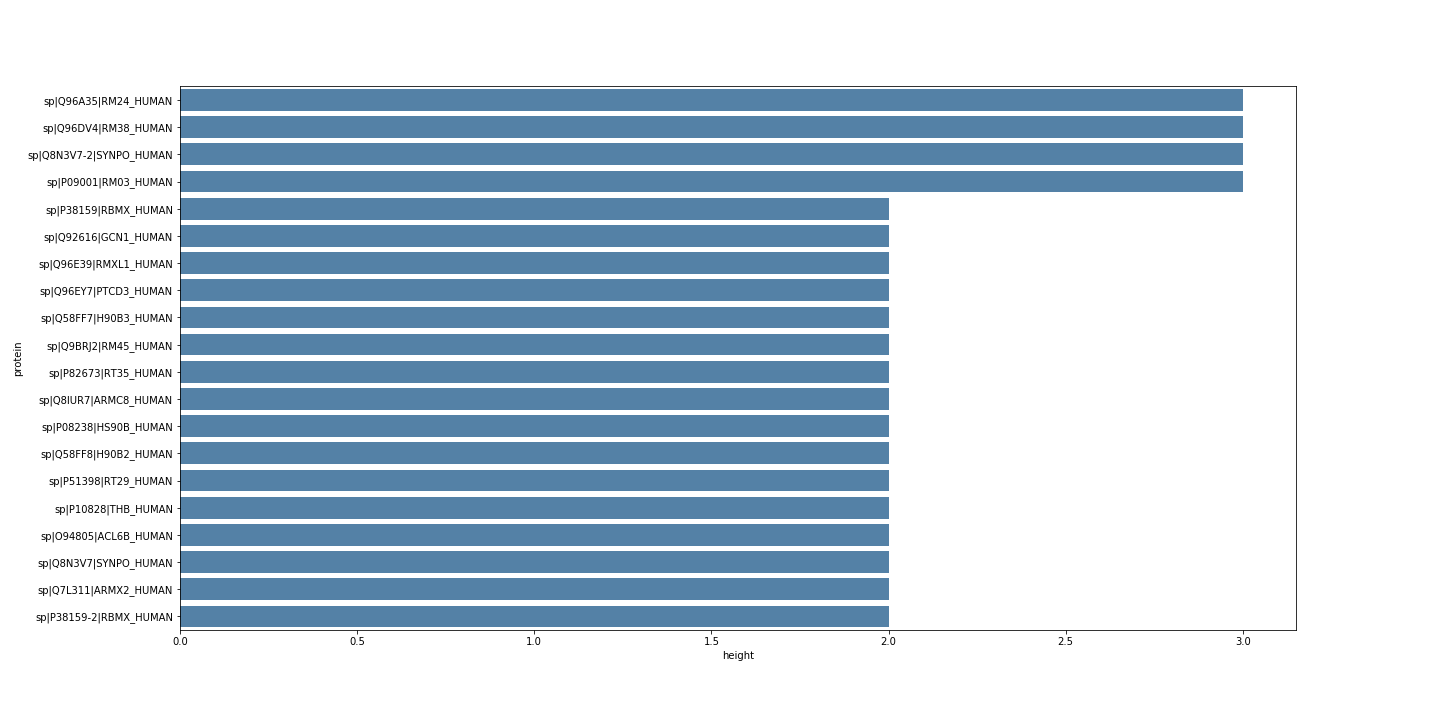 sp|Q96A35|RM24_HUMAN
sp|Q96DV4|RM38_HUMAN
sp|Q8N3V7-2|SYNPO_HUMAN
sp|P09001|RM03_HUMAN
sp|P38159|RBMX_HUMAN
sp|Q92616|GCN1_HUMAN
sp|Q96E39|RMXL1_HUMAN
sp|Q96EY7|PTCD3_HUMAN
sp|Q58FF7|H90B3_HUMAN
sp|Q9BRJ2|RM45_HUMAN
sp|P82673|RT35_HUMAN
sp|Q8IUR7|ARMC8_HUMAN
sp|P08238|HS90B_HUMAN
sp|Q58FF8|H90B2_HUMAN
sp|P51398|RT29_HUMAN
sp|P10828|THB_HUMAN
sp|O94805|ACL6B_HUMAN
sp|Q8N3V7|SYNPO_HUMAN
sp|Q7L311|ARMX2_HUMAN
sp|P38159-2|RBMX_HUMAN
protein
0.0 0.5 1.0 1.5 2.0 2.5 3.0
height